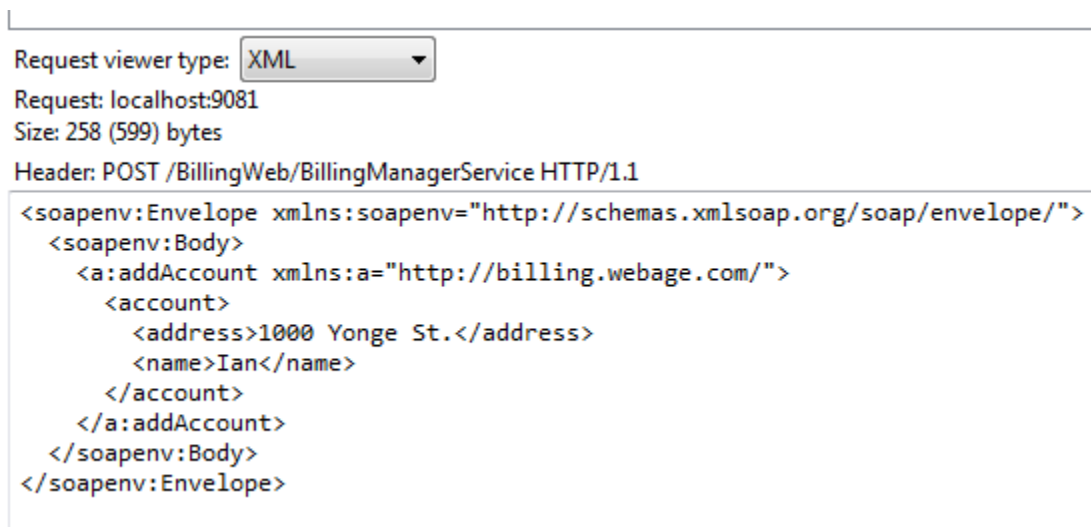 Request viewer type: XML
Request: localhost:9081
Size: 258 (599) bytes
Header: POST /BillingWeb/BillingManagerService HTTP/1.1
<soapenv:Envelope xmlns:soapenv="http://schemas.xmlsoap.org/soap/envelope/">
  <soapenv:Body>
    <a:addAccount xmlns:a="http://billing.webage.com/">
      <account>
        <address>1000 Yonge St.</address>
        <name>Ian</name>
      </account>
    </a:addAccount>
  </soapenv:Body>
</soapenv:Envelope>